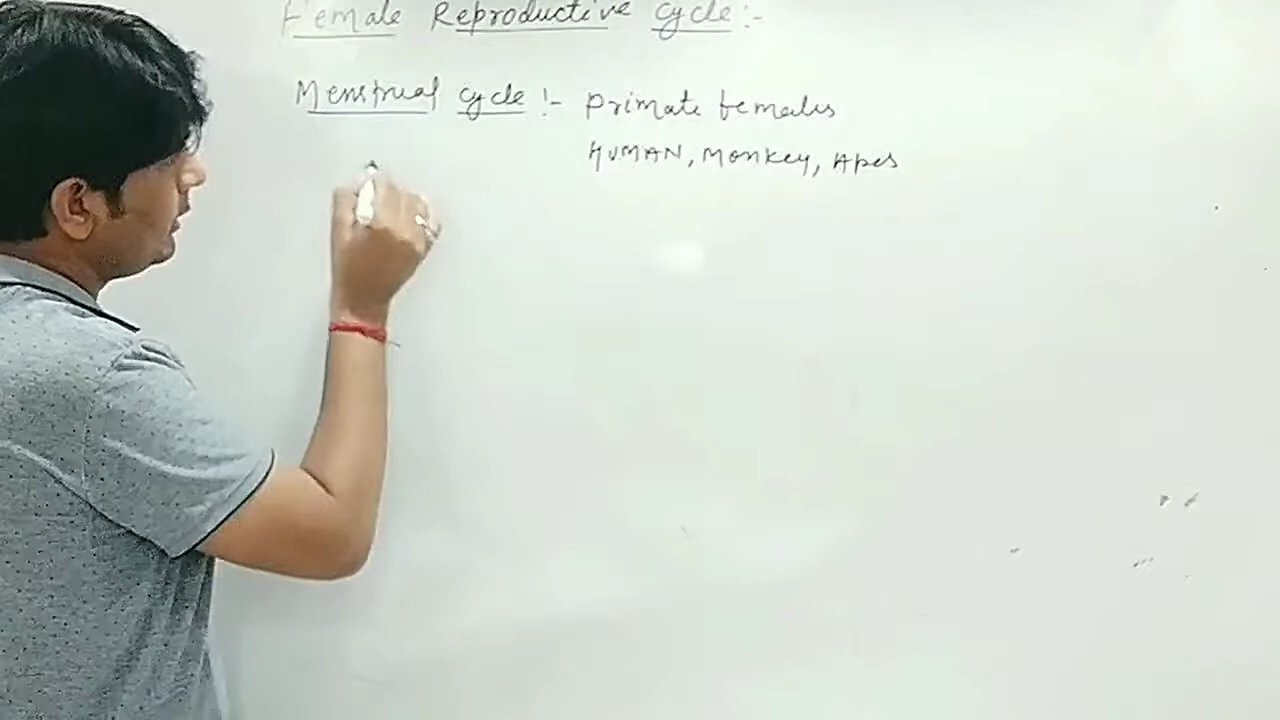 Female Reproductive cycle:-
Menstrual cycle :- Primate females
HUMAN, Monkey, Apes